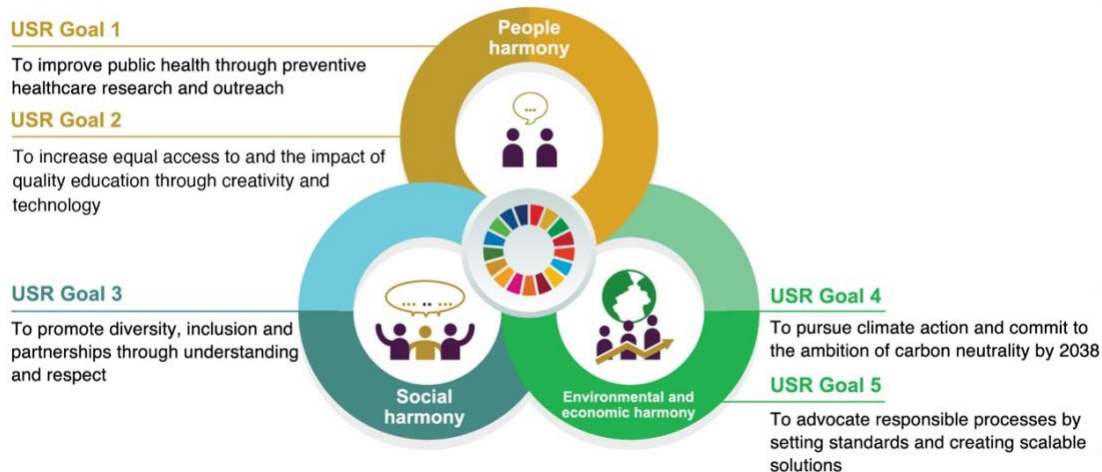 USR Goal 1
To improve public health through preventive
healthcare research and outreach
USR Goal 2
To increase equal access to and the impact of
quality education through creativity and
technology
People
harmony
...
USR Goal 3
To promote diversity, inclusion and
partnerships through understanding
and respect
... .. ...
Social
harmony
Environmental and
economic harmony
USR Goal 4
To pursue climate action and commit to
the ambition of carbon neutrality by 2038
USR Goal 5
To advocate responsible processes by
setting standards and creating scalable
solutions